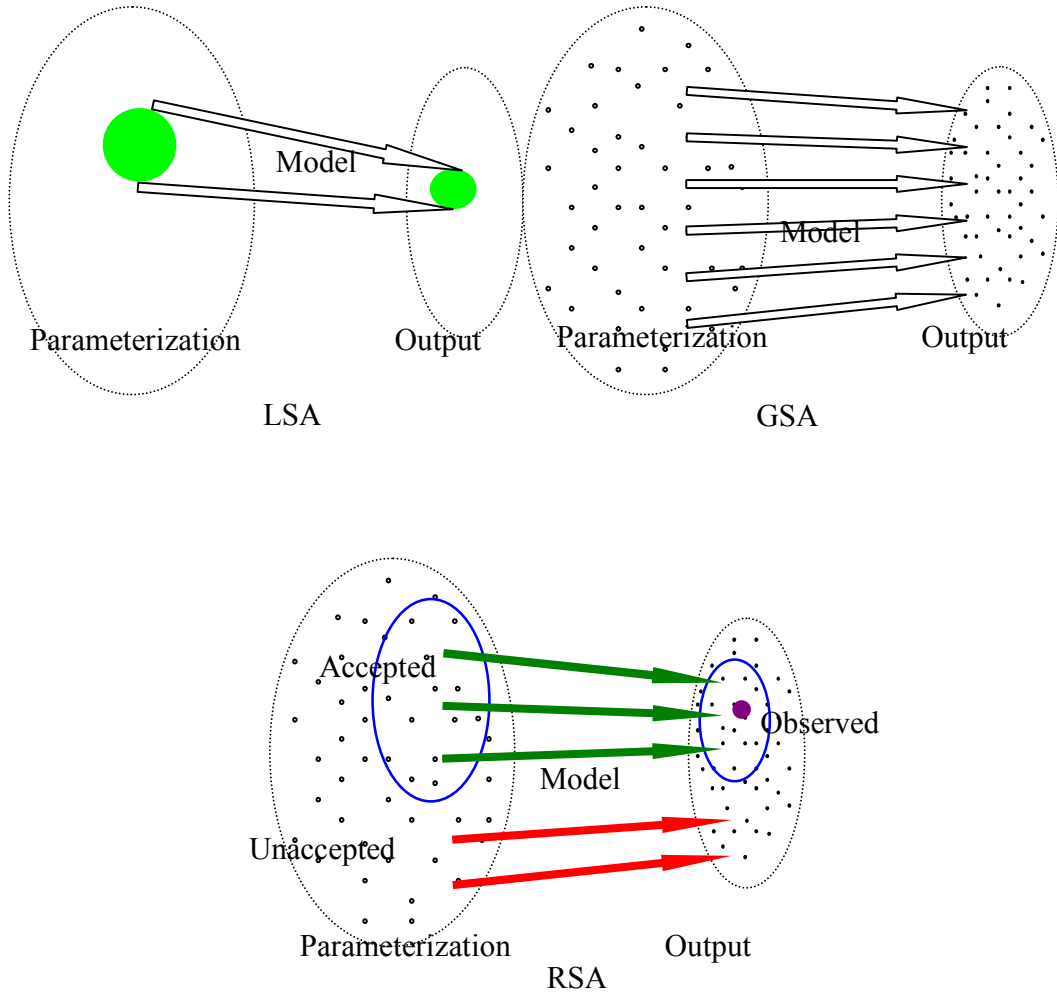 Model
Parameterization
Output
LSA
Model
Parameterization
Output
GSA
Accepted
Observed
Model
Unaccepted
Parameterization
Output
RSA